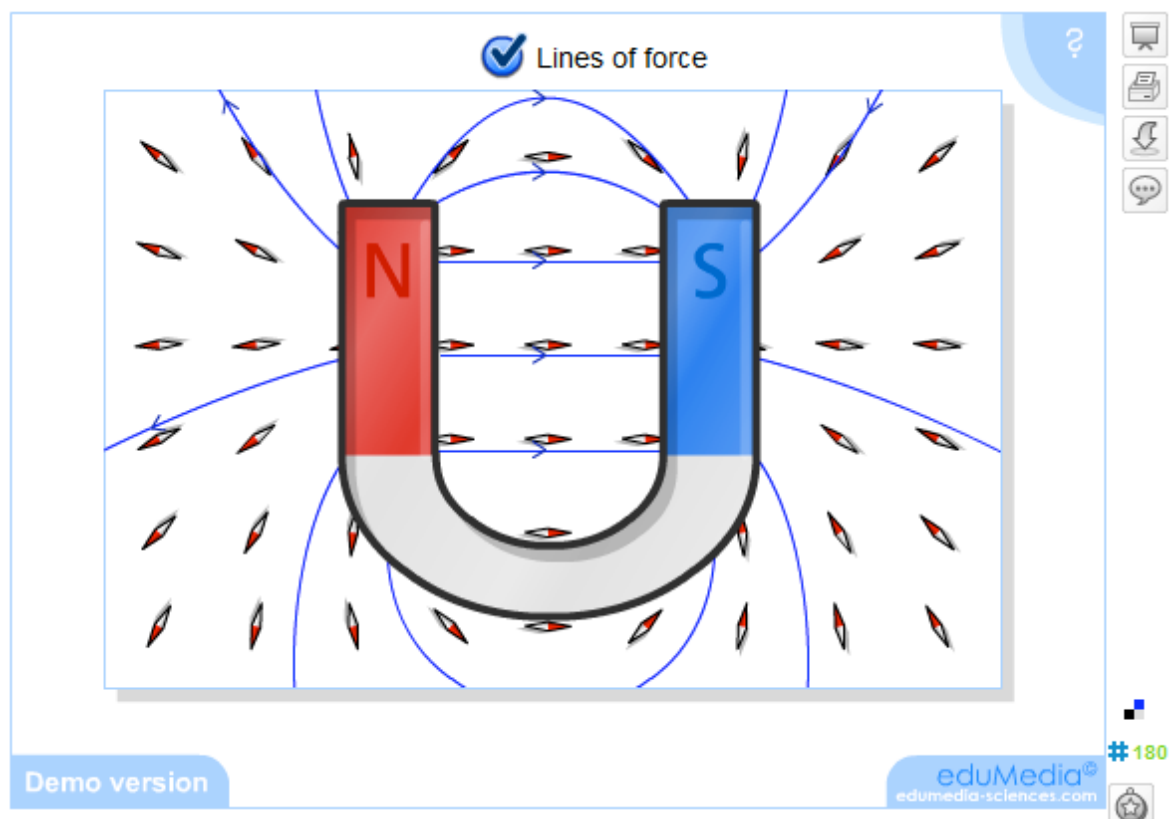 ?
Lines of force
N
S
180
Demo version
eduMedia©
edumedia-sciences.com